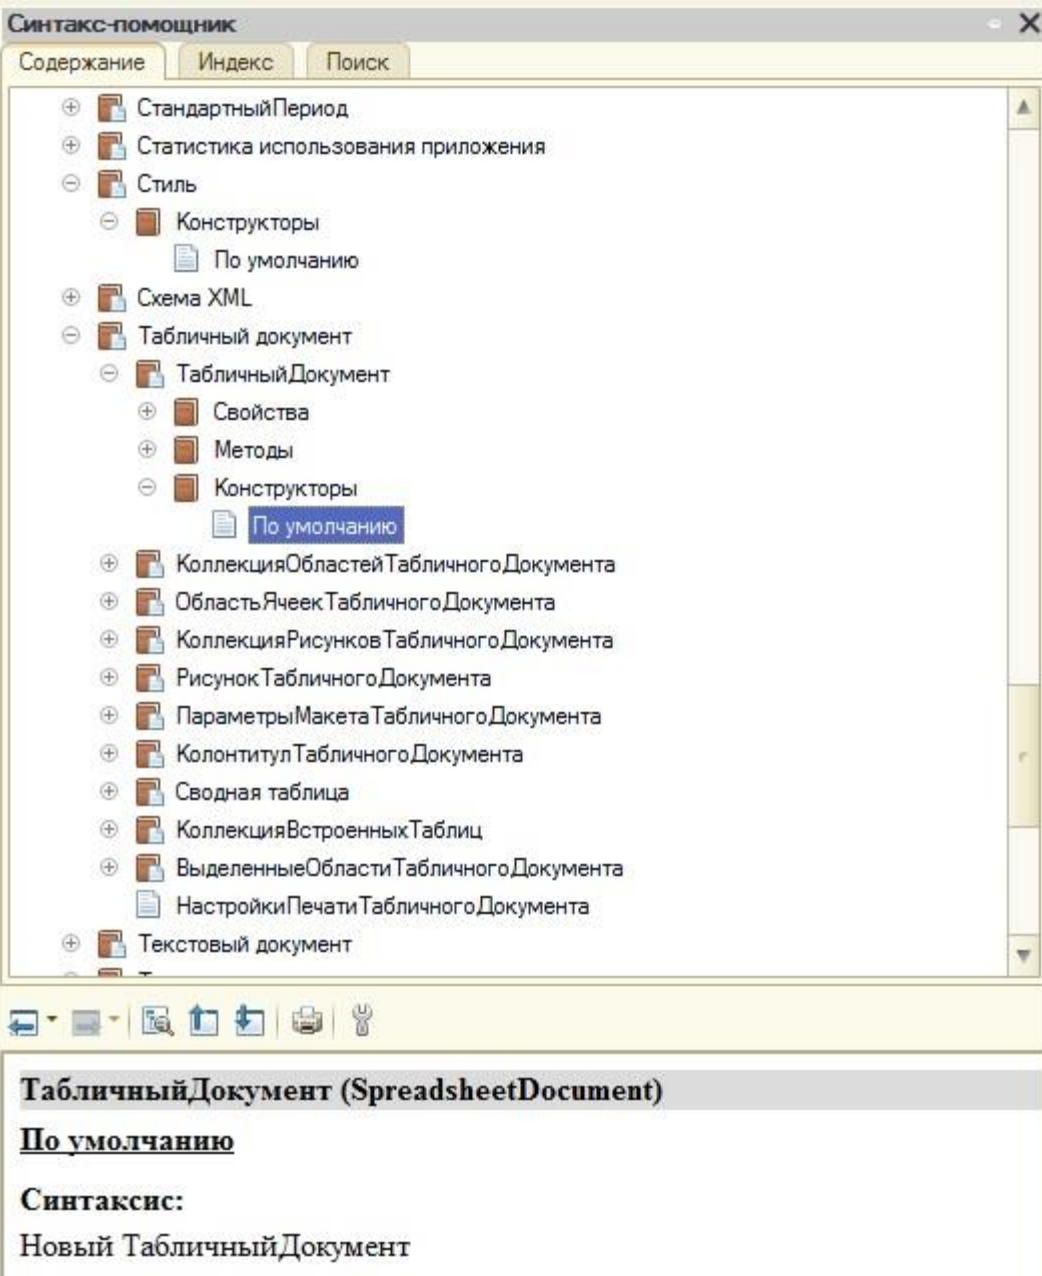 Синтакс-помощник
Содержание Индекс Поиск
СтандартныйПериод
Статистика использования приложения
Стиль
Конструкторы
По умолчанию
Схема XML
Табличный документ
ТабличныйДокумент
Свойства
Методы
Конструкторы
По умолчанию
КоллекцияОбластейТабличногоДокумента
ОбластьЯчеекТабличногоДокумента
КоллекцияРисунковТабличногоДокумента
РисунокТабличногоДокумента
ПараметрыМакетаТабличногоДокумента
КолонтитулТабличногоДокумента
Сводная таблица
КоллекцияВстроенныхТаблиц
ВыделенныеОбластиТабличногоДокумента
НастройкиПечатиТабличногоДокумента
Текстовый документ
ТабличныйДокумент (SpreadsheetDocument)
По умолчанию
Синтаксис:
Новый ТабличныйДокумент